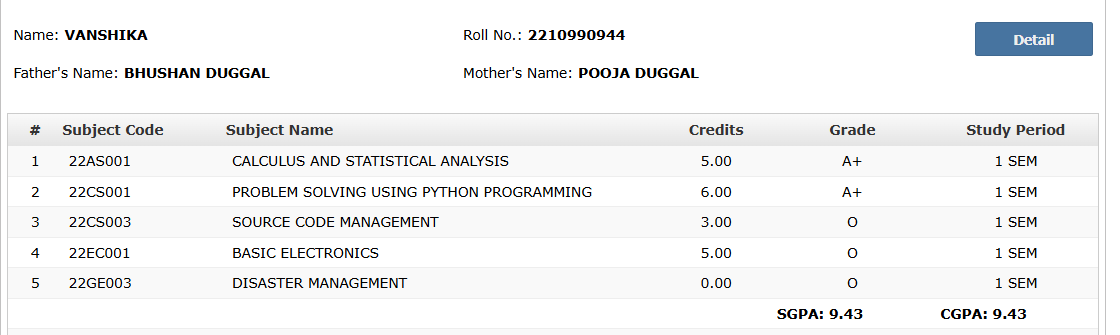 Name: VANSHIKA Roll No.: 2210990944 Detail
Father's Name: BHUSHAN DUGGAL Mother's Name: POOJA DUGGAL
# Subject Code Subject Name Credits Grade Study Period
1 22AS001 CALCULUS AND STATISTICAL ANALYSIS 5.00 A+ 1 SEM
2 22CS001 PROBLEM SOLVING USING PYTHON PROGRAMMING 6.00 A+ 1 SEM
3 22CS003 SOURCE CODE MANAGEMENT 3.00 O 1 SEM
4 22EC001 BASIC ELECTRONICS 5.00 O 1 SEM
5 22GE003 DISASTER MANAGEMENT 0.00 O 1 SEM
SGPA: 9.43 CGPA: 9.43